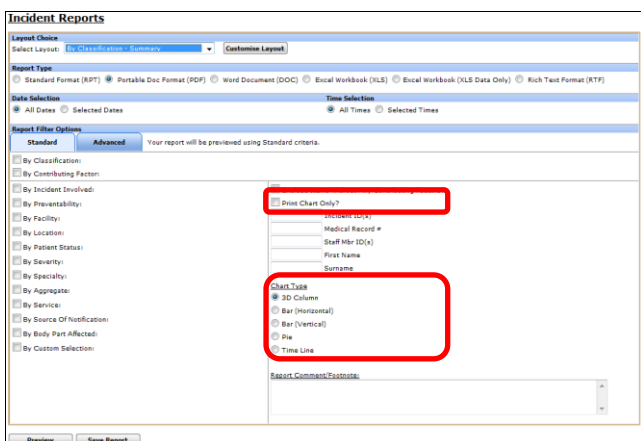 Incident Reports
Layout Choice
Select Layout: By Classification - Summary Customise Layout
Report Type
Standard Format (RPT) Portable Doc Format (PDF) Word Document (DOC) Excel Workbook (XLS) Excel Workbook (XLS Data Only) Rich Text Format (RTF)
Date Selection Time Selection
All Dates Selected Dates All Times Selected Times
Report Filter Options
Standard Advanced Your report will be previewed using Standard criteria.
By Classification:
By Contributing Factor:
By Incident Involved:
By Preventability:
By Facility:
By Location:
By Patient Status:
By Severity:
By Specialty:
By Aggregate:
By Service:
By Source Of Notification:
By Body Part Affected:
By Custom Selection:
Print Chart Only?
Incident ID(s)
Medical Record #
Staff Mbr ID(s)
First Name
Surname
Chart Type
3D Column
Bar (Horizontal)
Bar (Vertical)
Pie
Time Line
Report Comment/Footnote:
Preview Save Report